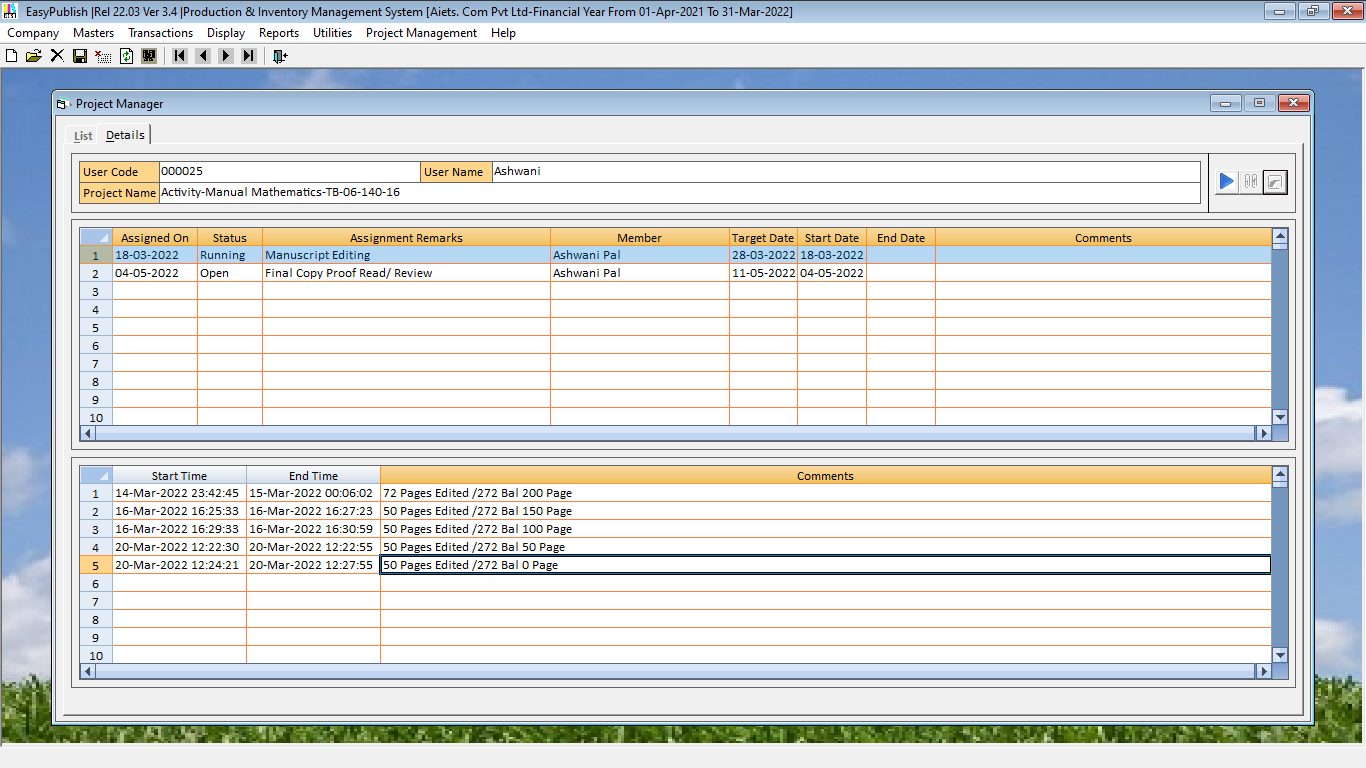 EasyPublish |Rel 22.03 Ver 3.4 |Production & Inventory Management System [Aiets. Com Pvt Ltd-Financial Year From 01-Apr-2021 To 31-Mar-2022]
Company Masters Transactions Display Reports Utilities Project Management Help
Project Manager
List Details
User Code 000025 User Name Ashwani
Project Name Activity-Manual Mathematics-TB-06-140-16
Assigned On Status Assignment Remarks Member Target Date Start Date End Date Comments
1 18-03-2022 Running Manuscript Editing Ashwani Pal 28-03-2022 18-03-2022
2 04-05-2022 Open Final Copy Proof Read/ Review Ashwani Pal 11-05-2022 04-05-2022
3
4
5
6
7
8
9
10
Start Time End Time Comments
1 14-Mar-2022 23:42:45 15-Mar-2022 00:06:02 72 Pages Edited /272 Bal 200 Page
2 16-Mar-2022 16:25:33 16-Mar-2022 16:27:23 50 Pages Edited /272 Bal 150 Page
3 16-Mar-2022 16:29:33 16-Mar-2022 16:30:59 50 Pages Edited /272 Bal 100 Page
4 20-Mar-2022 12:22:30 20-Mar-2022 12:22:55 50 Pages Edited /272 Bal 50 Page
5 20-Mar-2022 12:24:21 20-Mar-2022 12:27:55 50 Pages Edited /272 Bal 0 Page
6
7
8
9
10